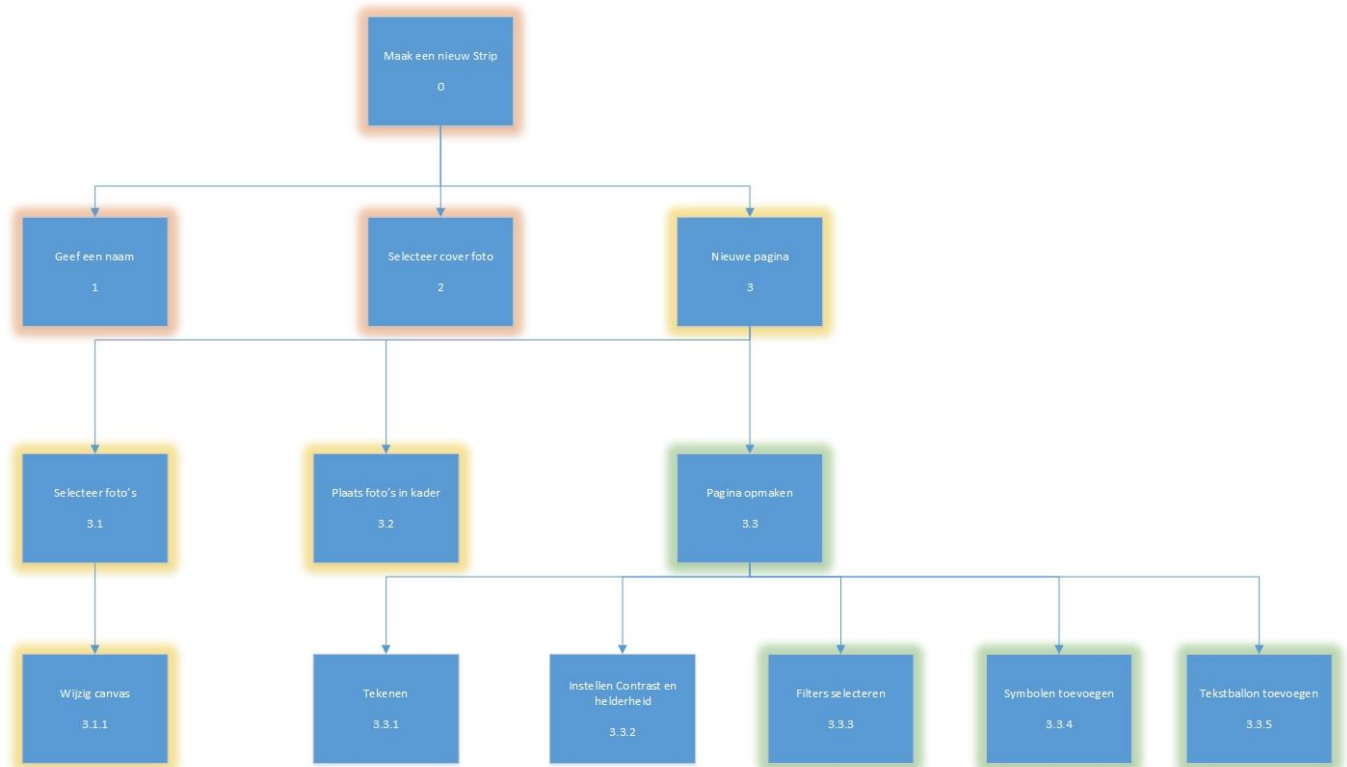 Maak een nieuw Strip
0
Geef een naam
1
Selecteer cover foto
2
Nieuwe pagina
3
Selecteer foto's
3.1
Plaats foto's in kader
3.2
Pagina opmaken
3.3
Wijzig canvas
3.1.1
Tekenen
3.3.1
Instellen Contrast en
helderheid
3.3.2
Filters selecteren
3.3.3
Symbolen toevoegen
3.3.4
Tekstballon toevoegen
3.3.5